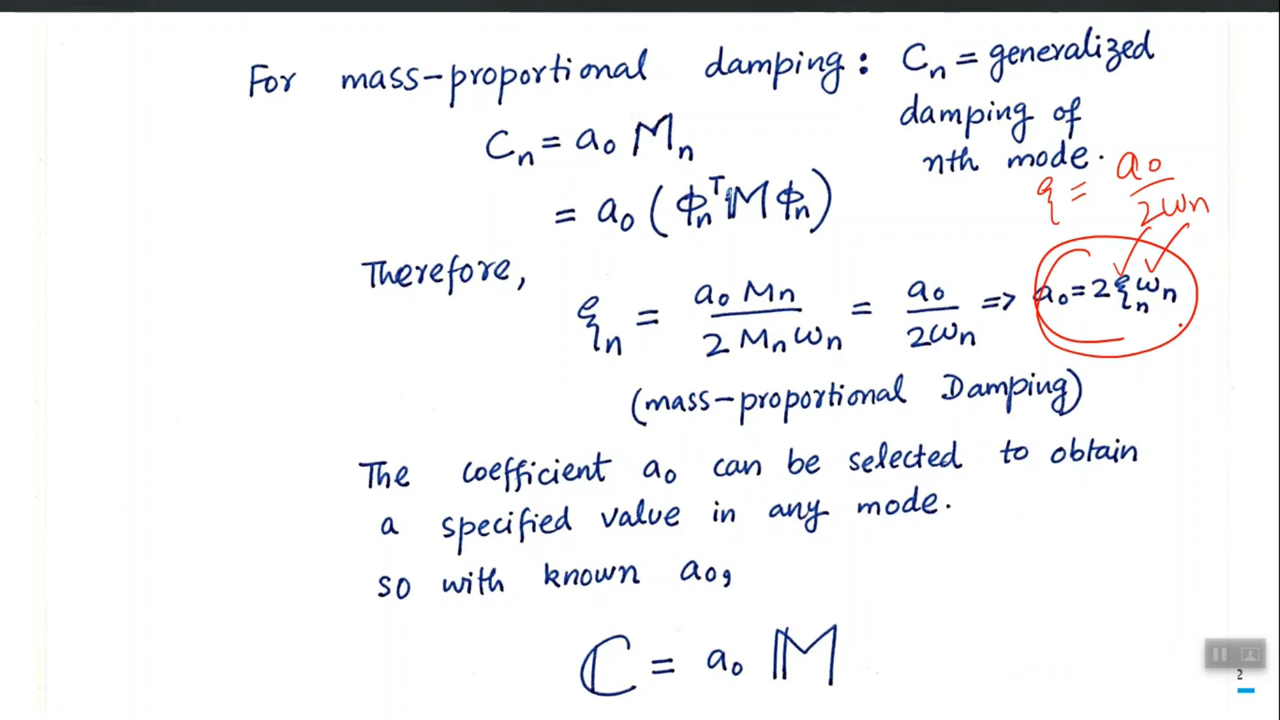 For mass-proportional damping: Cn = generalized
damping of
nth mode.
Cn = a0 Mn
= a0 (ϕnᵀ M ϕn)
ξ = a0 / 2ωn
Therefore,
ξn = a0 Mn / 2 Mn ωn = a0 / 2ωn => a0 = 2 ξn ωn
(mass-proportional Damping)
The coefficient a0 can be selected to obtain
a specified value in any mode.
so with known a0,
ℂ = a0 𝕄
2